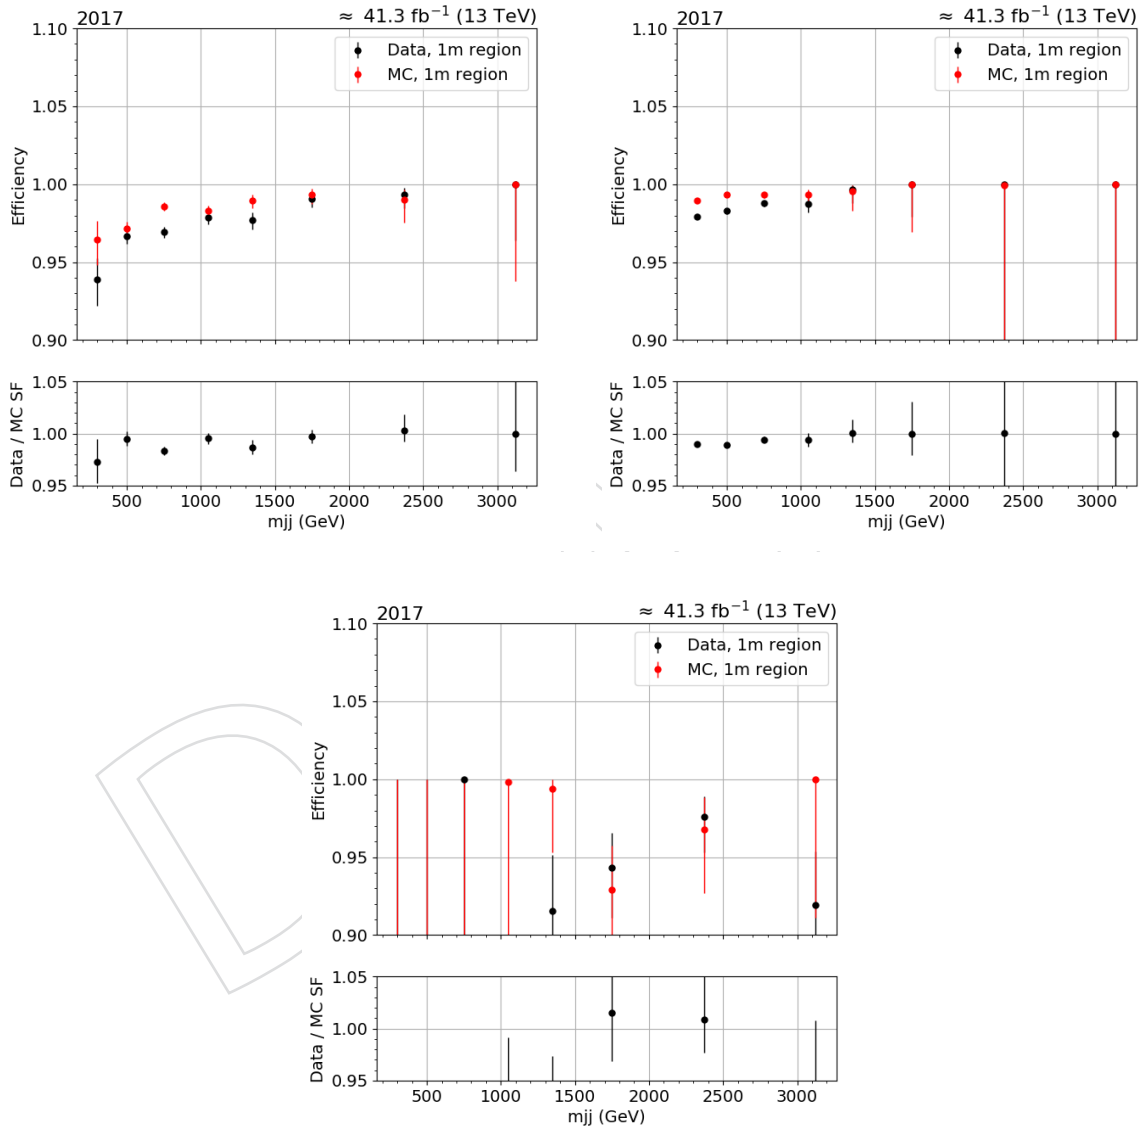 2017 ≈ 41.3 fb⁻¹ (13 TeV)
1.10
Data, 1m region
MC, 1m region
1.05
1.00
0.95
0.90
Efficiency
1.05
1.00
0.95
Data / MC SF
500 1000 1500 2000 2500 3000
mjj (GeV)
2017 ≈ 41.3 fb⁻¹ (13 TeV)
1.10
Data, 1m region
MC, 1m region
1.05
1.00
0.95
0.90
Efficiency
1.05
1.00
0.95
Data / MC SF
500 1000 1500 2000 2500 3000
mjj (GeV)
2017 ≈ 41.3 fb⁻¹ (13 TeV)
1.10
Data, 1m region
MC, 1m region
1.05
1.00
0.95
0.90
Efficiency
1.05
1.00
0.95
Data / MC SF
500 1000 1500 2000 2500 3000
mjj (GeV)